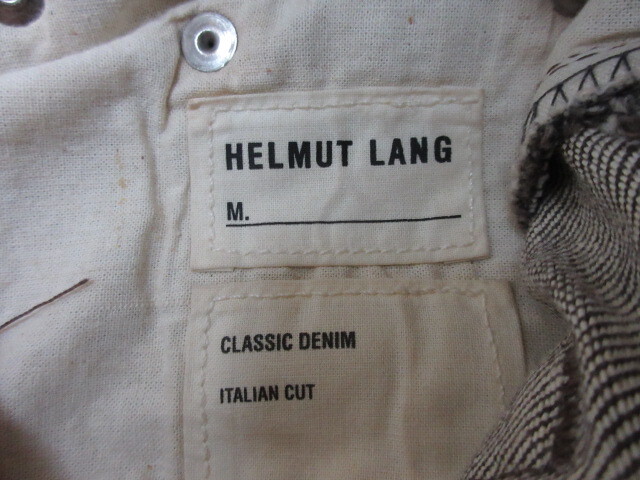 HELMUT LANG
M.
CLASSIC DENIM
ITALIAN CUT